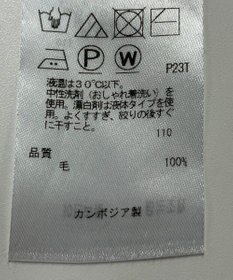 P W P23T
液温は30℃以下。
中性洗剤(おしゃれ着洗い)を
使用。漂白剤は液体タイプを使
用。よくすすぎ、絞りの後すぐ
に干すこと。
110
品質
毛 100%
カンボジア製